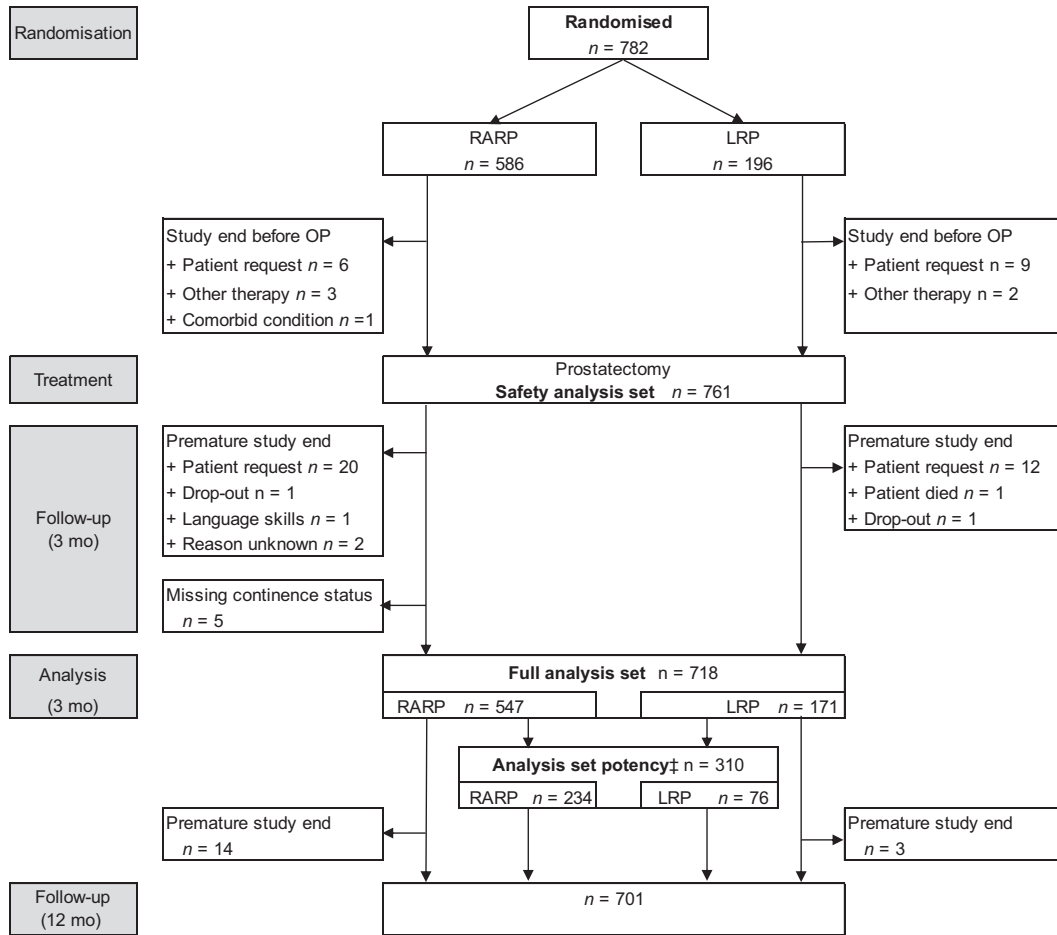 Randomisation
Randomised
n = 782
RARP
n = 586
LRP
n = 196
Study end before OP
+ Patient request n = 6
+ Other therapy n = 3
+ Comorbid condition n =1
Study end before OP
+ Patient request n = 9
+ Other therapy n = 2
Treatment
Prostatectomy
Safety analysis set n = 761
Follow-up
(3 mo)
Premature study end
+ Patient request n = 20
+ Drop-out n = 1
+ Language skills n = 1
+ Reason unknown n = 2
Premature study end
+ Patient request n = 12
+ Patient died n = 1
+ Drop-out n = 1
Missing continence status
n = 5
Analysis
(3 mo)
Full analysis set n = 718
RARP n = 547
LRP n = 171
Analysis set potency‡ n = 310
RARP n = 234
LRP n = 76
Premature study end
n = 14
Premature study end
n = 3
Follow-up
(12 mo)
n = 701